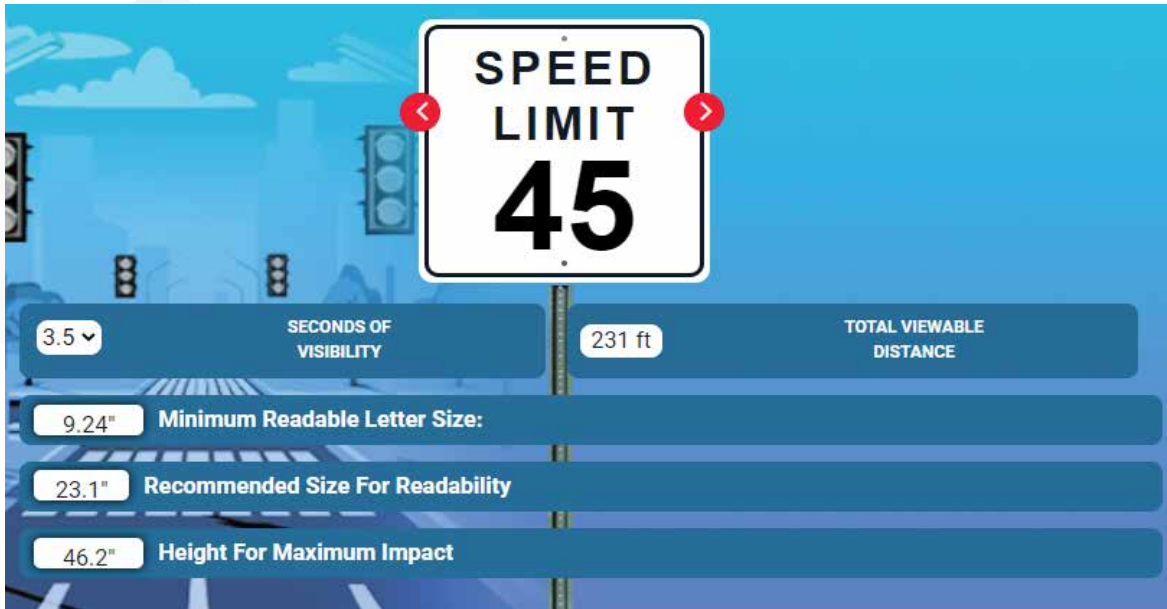 SPEED
LIMIT
45
3.5
SECONDS OF
VISIBILITY
231 ft
TOTAL VIEWABLE
DISTANCE
9.24"
Minimum Readable Letter Size:
23.1"
Recommended Size For Readability
46.2"
Height For Maximum Impact